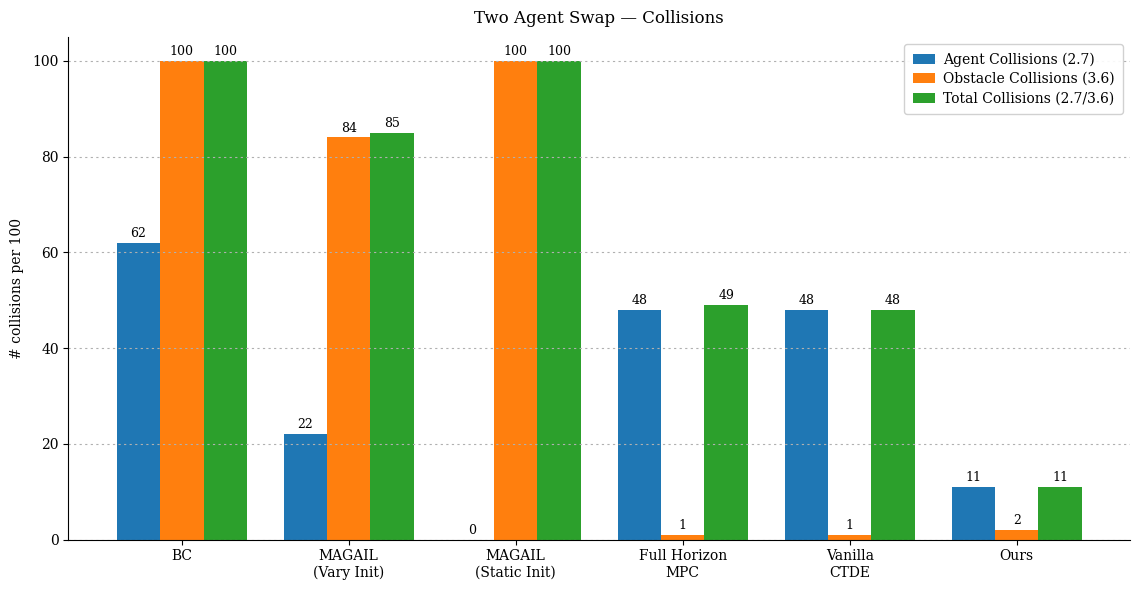 Two Agent Swap — Collisions
Agent Collisions (2.7)
Obstacle Collisions (3.6)
Total Collisions (2.7/3.6)
# collisions per 100
100
80
60
40
20
0
62
100
100
22
84
85
0
100
100
48
1
49
48
1
48
11
2
11
BC
MAGAIL
(Vary Init)
MAGAIL
(Static Init)
Full Horizon
MPC
Vanilla
CTDE
Ours